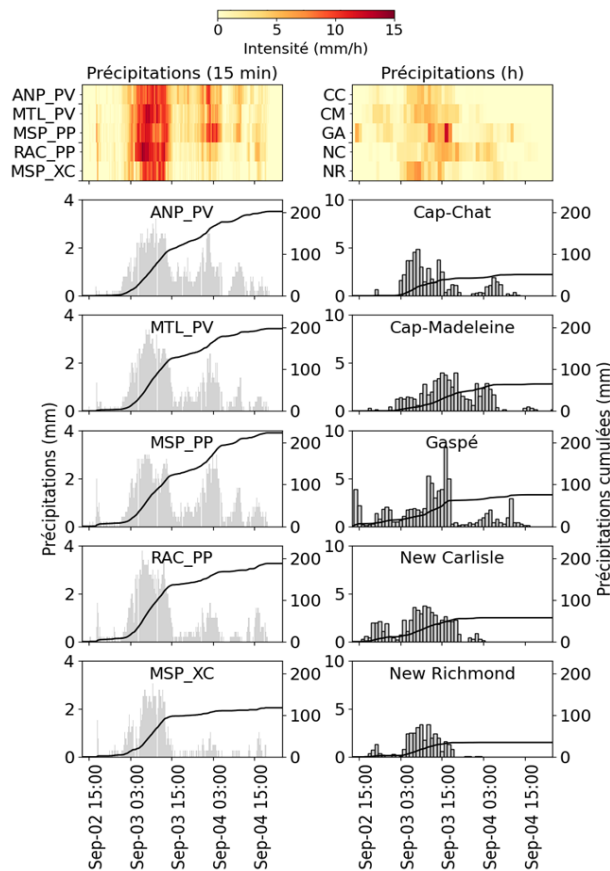 0 5 10 15
Intensité (mm/h)
Précipitations (15 min)
ANP_PV
MTL_PV
MSP_PP
RAC_PP
MSP_XC
Précipitations (h)
CC
CM
GA
NC
NR
4
2
0
ANP_PV
200
100
0
10
5
0
Cap-Chat
200
100
0
4
2
0
MTL_PV
200
100
0
10
5
0
Cap-Madeleine
200
100
0
4
2
0
MSP_PP
200
100
0
10
5
0
Gaspé
200
100
0
4
2
0
RAC_PP
200
100
0
10
5
0
New Carlisle
200
100
0
4
2
0
MSP_XC
200
100
0
10
5
0
New Richmond
200
100
0
Précipitations (mm)
Précipitations cumulées (mm)
Sep-02 15:00
Sep-03 03:00
Sep-03 15:00
Sep-04 03:00
Sep-04 15:00
Sep-02 15:00
Sep-03 03:00
Sep-03 15:00
Sep-04 03:00
Sep-04 15:00